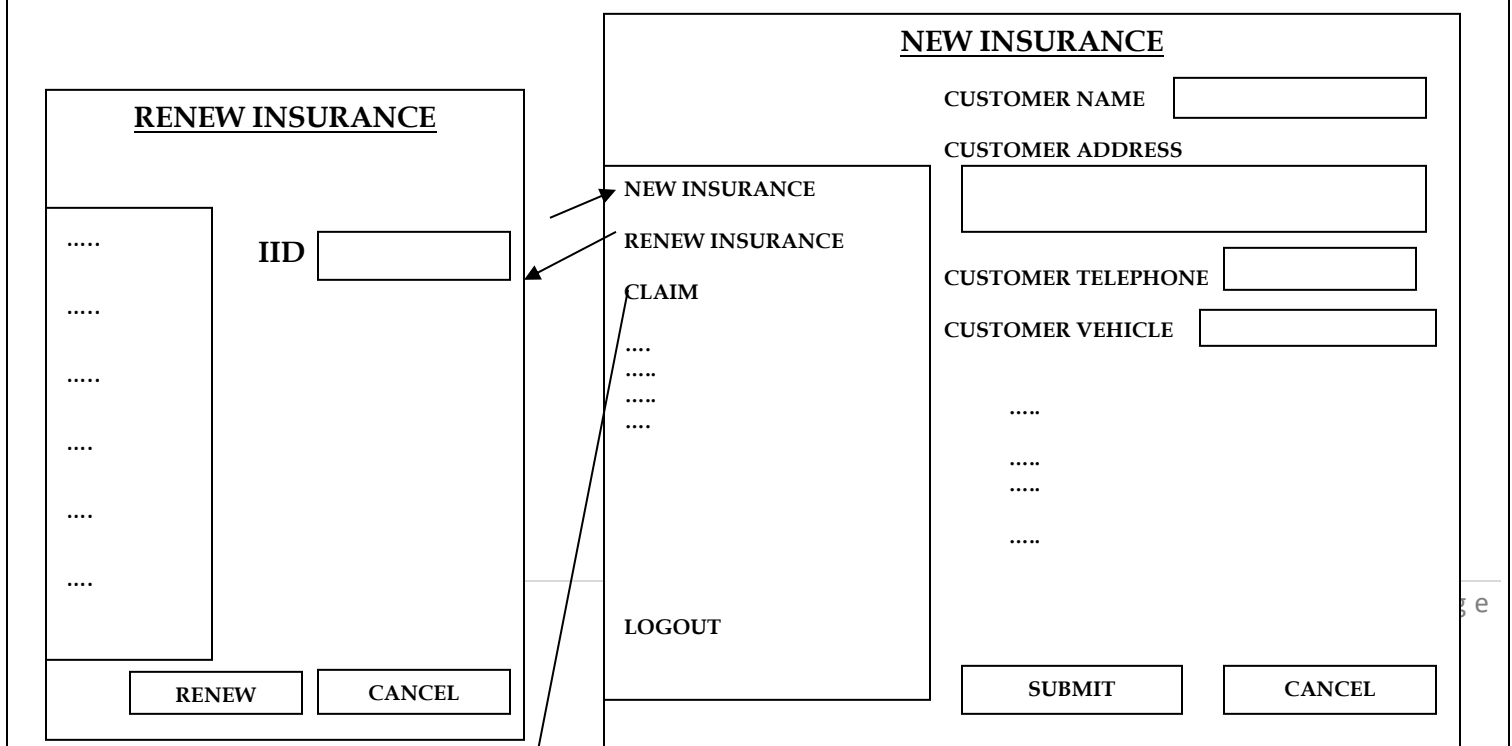 RENEW INSURANCE
…..
IID
…..
…..
….
….
….
RENEW
CANCEL
NEW INSURANCE
NEW INSURANCE
RENEW INSURANCE
CLAIM
….
…..
…..
….
LOGOUT
CUSTOMER NAME
CUSTOMER ADDRESS
CUSTOMER TELEPHONE
CUSTOMER VEHICLE
…..
…..
…..
…..
SUBMIT
CANCEL